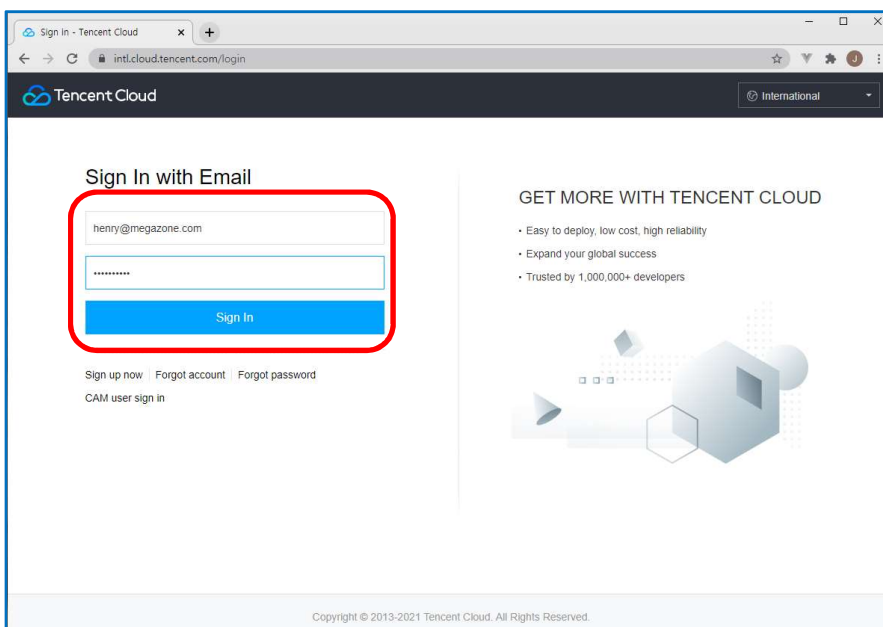 Sign In - Tencent Cloud
intl.cloud.tencent.com/login
J
Tencent Cloud
International
Sign In with Email
henry@megazone.com
••••••••••
Sign In
Sign up now Forgot account Forgot password
CAM user sign in
GET MORE WITH TENCENT CLOUD
• Easy to deploy, low cost, high reliability
• Expand your global success
• Trusted by 1,000,000+ developers
Copyright © 2013-2021 Tencent Cloud. All Rights Reserved.